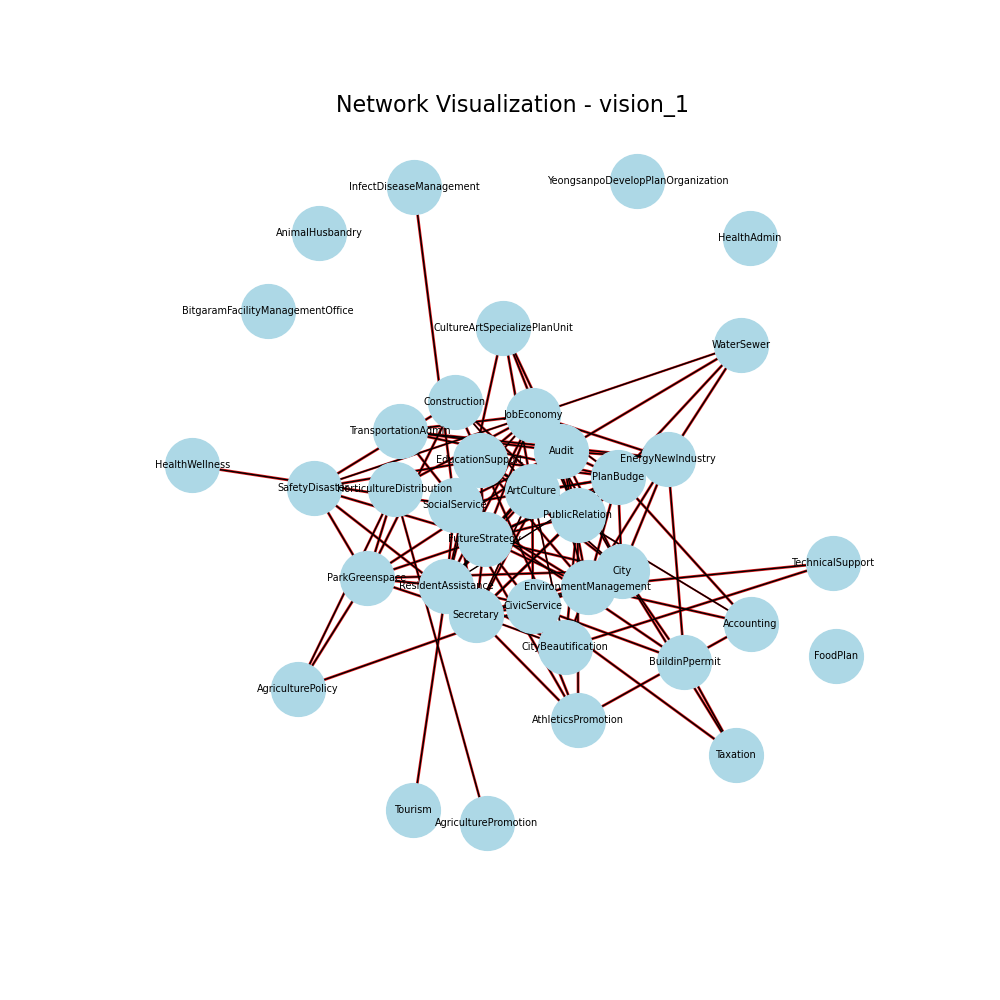 Network Visualization - vision_1
YeongsanpoDevelopPlanOrganization
InfectDiseaseManagement
AnimalHusbandry
HealthAdmin
BitgaramFacilityManagementOffice
CultureArtSpecializePlanUnit
WaterSewer
Construction
JobEconomy
TransportationAdmin
Audit
EducationSupport
EnergyNewIndustry
HealthWellness
PlanBudge
SafetyDisaster
HorticultureDistribution
ArtCulture
SocialService
PublicRelation
FutureStrategy
TechnicalSupport
City
ParkGreenspace
ResidentAssistance
EnvironmentManagement
CivicService
Secretary
Accounting
CityBeautification
FoodPlan
BuildinPpermit
AgriculturePolicy
AthleticsPromotion
Taxation
Tourism
AgriculturePromotion